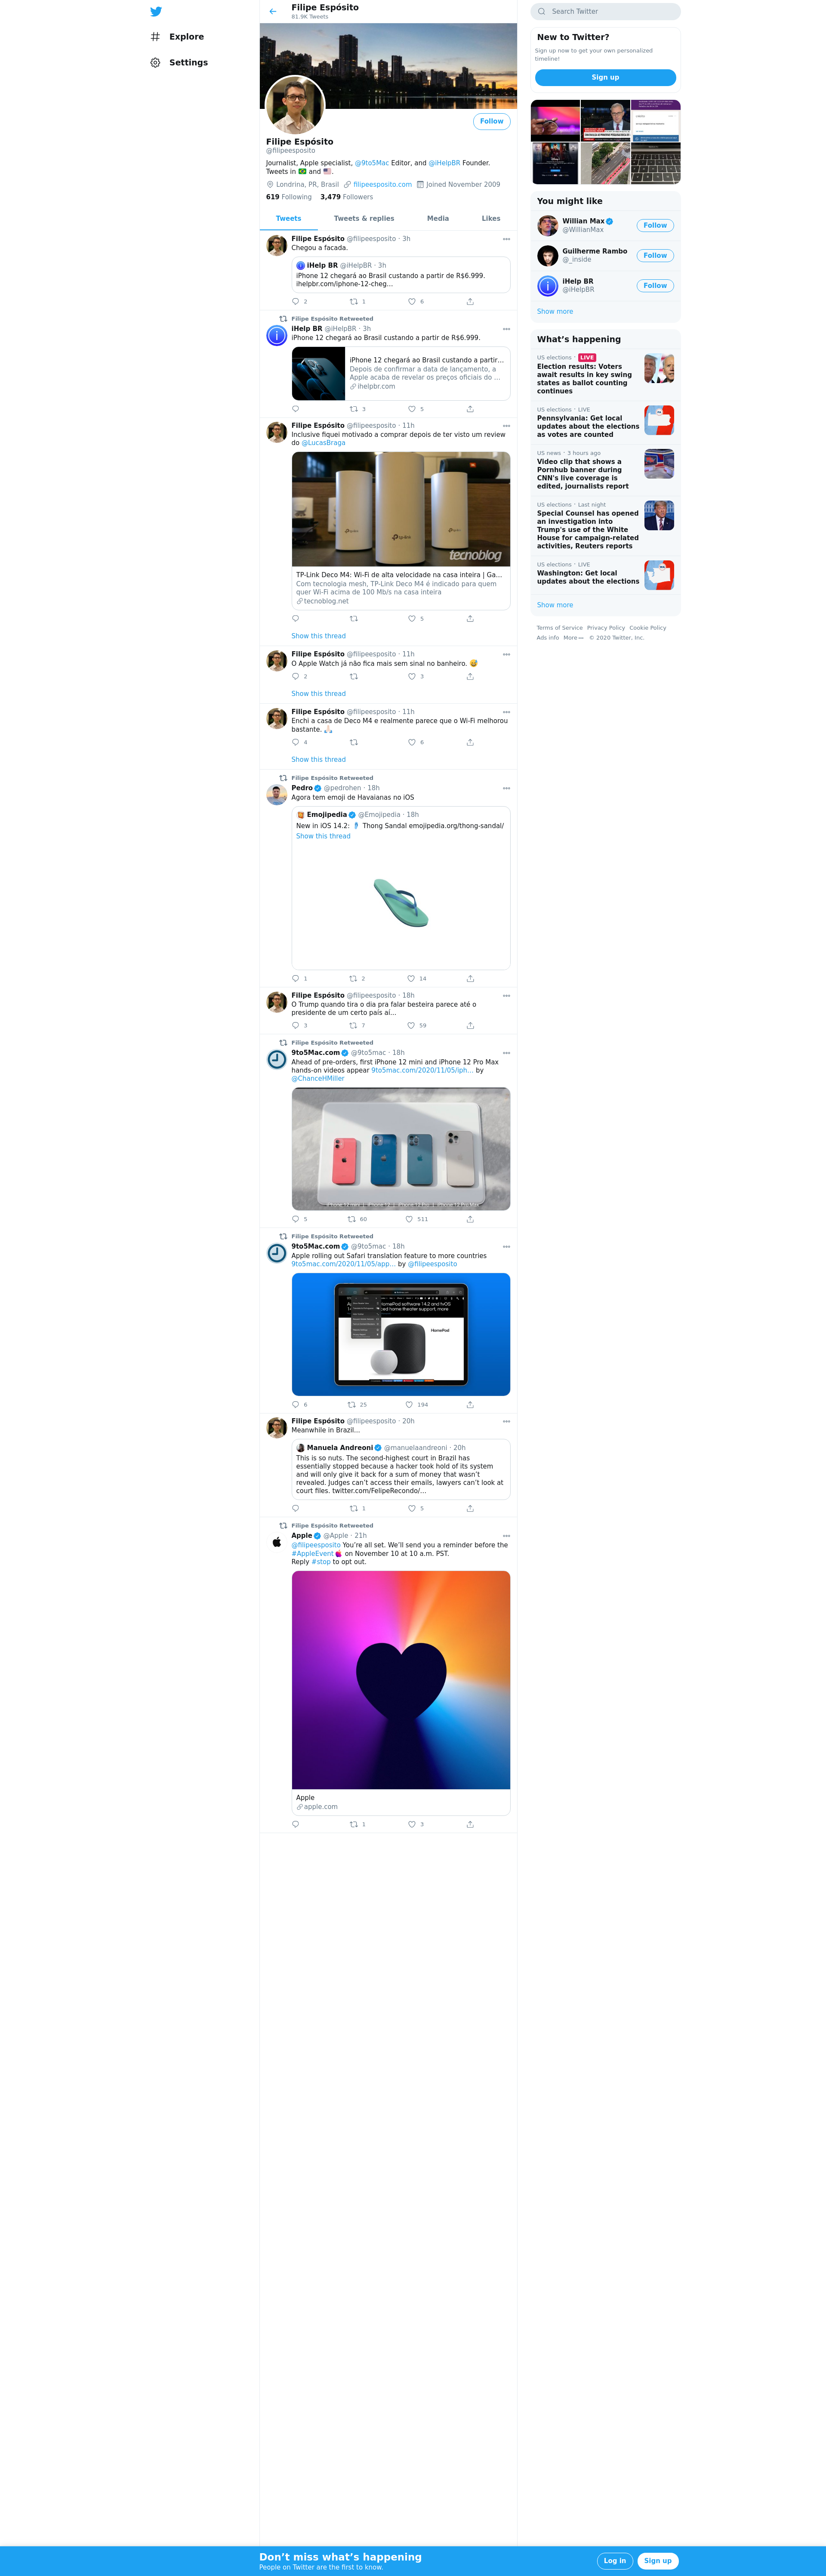 Explore
Settings
Filipe Espósito
81.9K Tweets
Follow
Filipe Espósito
@filipeesposito
Journalist, Apple specialist, @9to5Mac Editor, and @iHelpBR Founder.
Tweets in 🇧🇷 and 🇺🇸.
Londrina, PR, Brasil filipeesposito.com Joined November 2009
619 Following 3,479 Followers
Tweets Tweets & replies Media Likes
Filipe Espósito @filipeesposito · 3h
Chegou a facada.
iHelp BR @iHelpBR · 3h
iPhone 12 chegará ao Brasil custando a partir de R$6.999.
ihelpbr.com/iphone-12-cheg…
2 1 6
Filipe Espósito Retweeted
iHelp BR @iHelpBR · 3h
iPhone 12 chegará ao Brasil custando a partir de R$6.999.
iPhone 12 chegará ao Brasil custando a partir…
Depois de confirmar a data de lançamento, a
Apple acaba de revelar os preços oficiais do …
ihelpbr.com
3 5
Filipe Espósito @filipeesposito · 11h
Inclusive fiquei motivado a comprar depois de ter visto um review
do @LucasBraga
tp-link
tecnoblog
TP-Link Deco M4: Wi-Fi de alta velocidade na casa inteira | Ga…
Com tecnologia mesh, TP-Link Deco M4 é indicado para quem
quer Wi-Fi acima de 100 Mb/s na casa inteira
tecnoblog.net
5
Show this thread
Filipe Espósito @filipeesposito · 11h
O Apple Watch já não fica mais sem sinal no banheiro. 😅
2 3
Show this thread
Filipe Espósito @filipeesposito · 11h
Enchi a casa de Deco M4 e realmente parece que o Wi-Fi melhorou
bastante. 🙏🏻
4 6
Show this thread
Filipe Espósito Retweeted
Pedro @pedrohen · 18h
Agora tem emoji de Havaianas no iOS
Emojipedia @Emojipedia · 18h
New in iOS 14.2: 🩴 Thong Sandal emojipedia.org/thong-sandal/
Show this thread
1 2 14
Filipe Espósito @filipeesposito · 18h
O Trump quando tira o dia pra falar besteira parece até o
presidente de um certo país aí...
3 7 59
Filipe Espósito Retweeted
9to5Mac.com @9to5mac · 18h
Ahead of pre-orders, first iPhone 12 mini and iPhone 12 Pro Max
hands-on videos appear 9to5mac.com/2020/11/05/iph… by
@ChanceHMiller
5 60 511
Filipe Espósito Retweeted
9to5Mac.com @9to5mac · 18h
Apple rolling out Safari translation feature to more countries
9to5mac.com/2020/11/05/app… by @filipeesposito
HomePod
6 25 194
Filipe Espósito @filipeesposito · 20h
Meanwhile in Brazil...
Manuela Andreoni @manuelaandreoni · 20h
This is so nuts. The second-highest court in Brazil has
essentially stopped because a hacker took hold of its system
and will only give it back for a sum of money that wasn’t
revealed. Judges can’t access their emails, lawyers can’t look at
court files. twitter.com/FelipeRecondo/…
1 5
Filipe Espósito Retweeted
Apple @Apple · 21h
@filipeesposito You’re all set. We’ll send you a reminder before the
#AppleEvent on November 10 at 10 a.m. PST.
Reply #stop to opt out.
Apple
apple.com
1 3
Search Twitter
New to Twitter?
Sign up now to get your own personalized
timeline!
Sign up
You might like
Willian Max
@WillianMax
Follow
Guilherme Rambo
@_inside
Follow
iHelp BR
@iHelpBR
Follow
Show more
What’s happening
US elections · LIVE
Election results: Voters
await results in key swing
states as ballot counting
continues
US elections · LIVE
Pennsylvania: Get local
updates about the elections
as votes are counted
US news · 3 hours ago
Video clip that shows a
Pornhub banner during
CNN's live coverage is
edited, journalists report
US elections · Last night
Special Counsel has opened
an investigation into
Trump's use of the White
House for campaign-related
activities, Reuters reports
US elections · LIVE
Washington: Get local
updates about the elections
Show more
Terms of Service Privacy Policy Cookie Policy
Ads info More © 2020 Twitter, Inc.
Don’t miss what’s happening
People on Twitter are the first to know.
Log in
Sign up